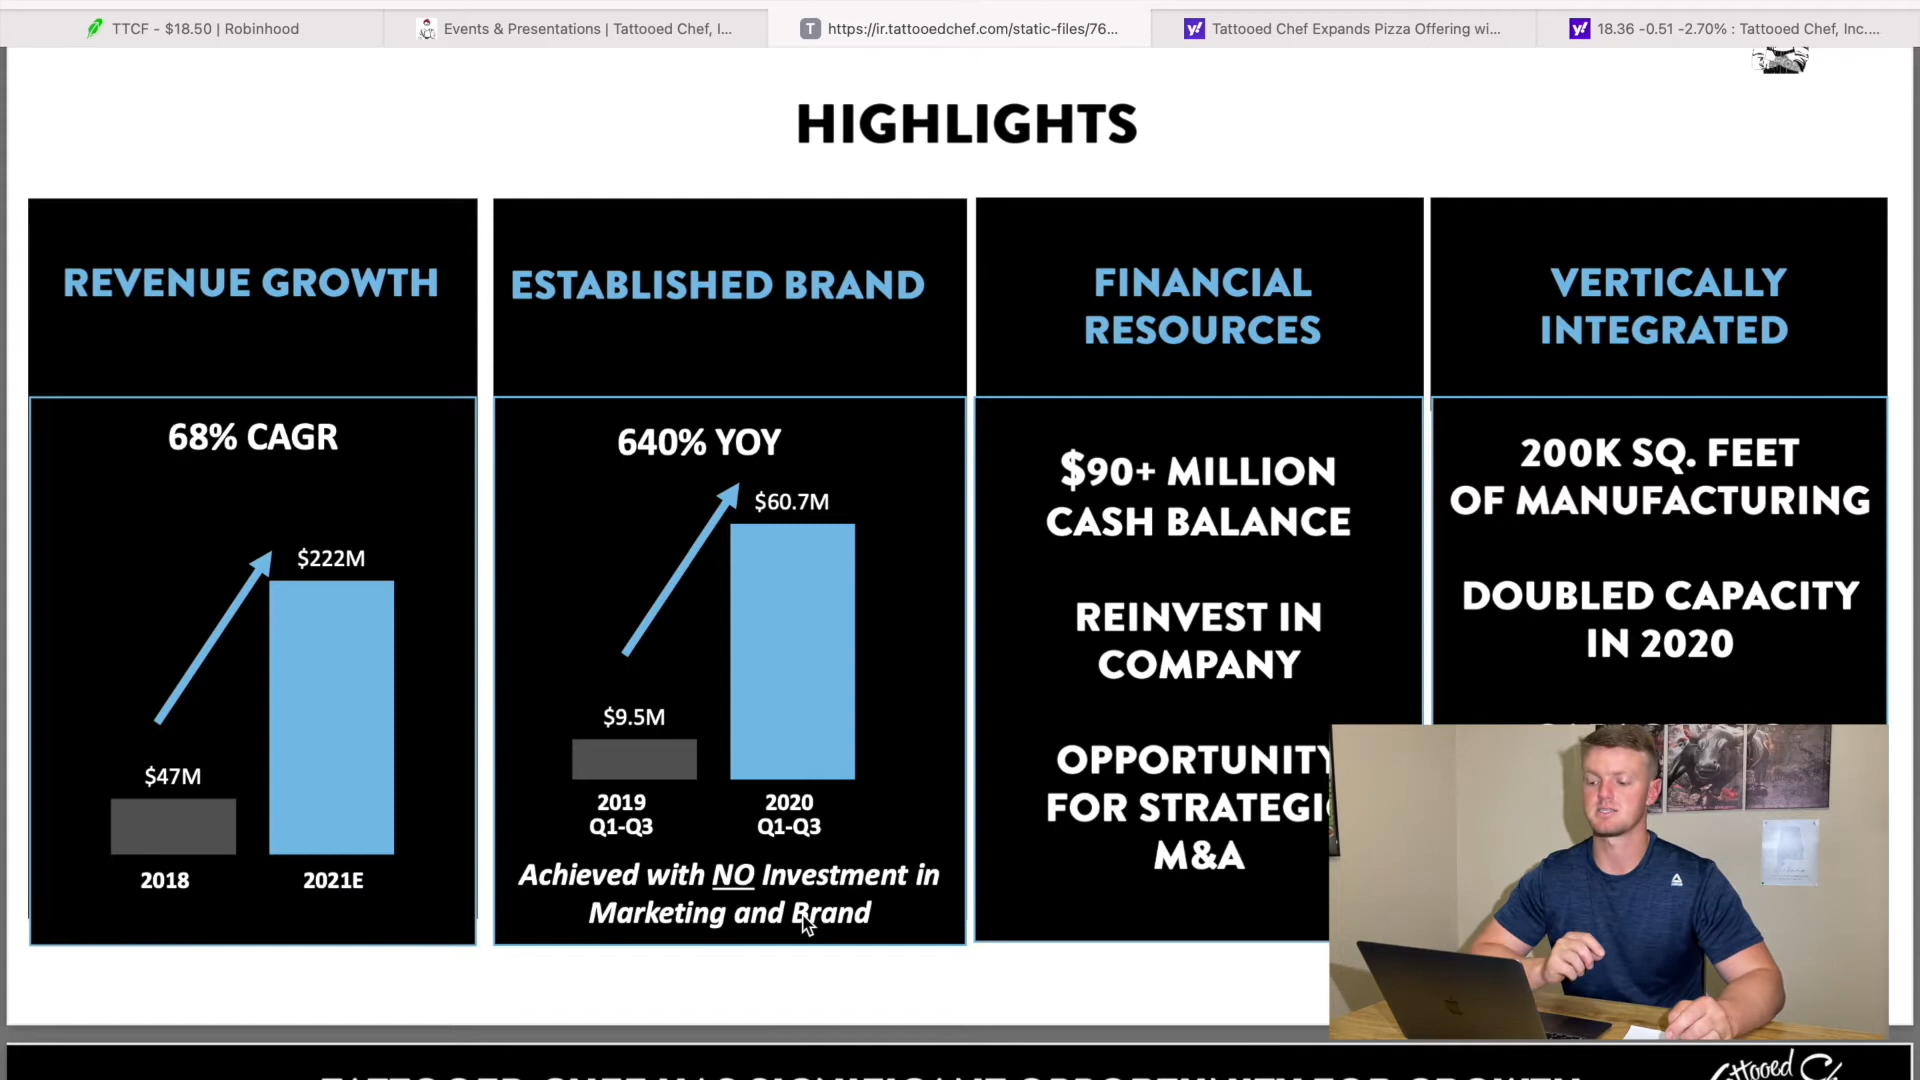 TTCF - $18.50 | Robinhood
Events & Presentations | Tattooed Chef, I...
T https://ir.tattooedchef.com/static-files/76...
y! Tattooed Chef Expands Pizza Offering wi...
y! 18.36 -0.51 -2.70% : Tattooed Chef, Inc....
HIGHLIGHTS
REVENUE GROWTH
68% CAGR
$222M
$47M
2018
2021E
ESTABLISHED BRAND
640% YOY
$60.7M
$9.5M
2019
Q1-Q3
2020
Q1-Q3
Achieved with NO Investment in
Marketing and Brand
FINANCIAL
RESOURCES
$90+ MILLION
CASH BALANCE
REINVEST IN
COMPANY
OPPORTUNITY
FOR STRATEGIC
M&A
VERTICALLY
INTEGRATED
200K SQ. FEET
OF MANUFACTURING
DOUBLED CAPACITY
IN 2020